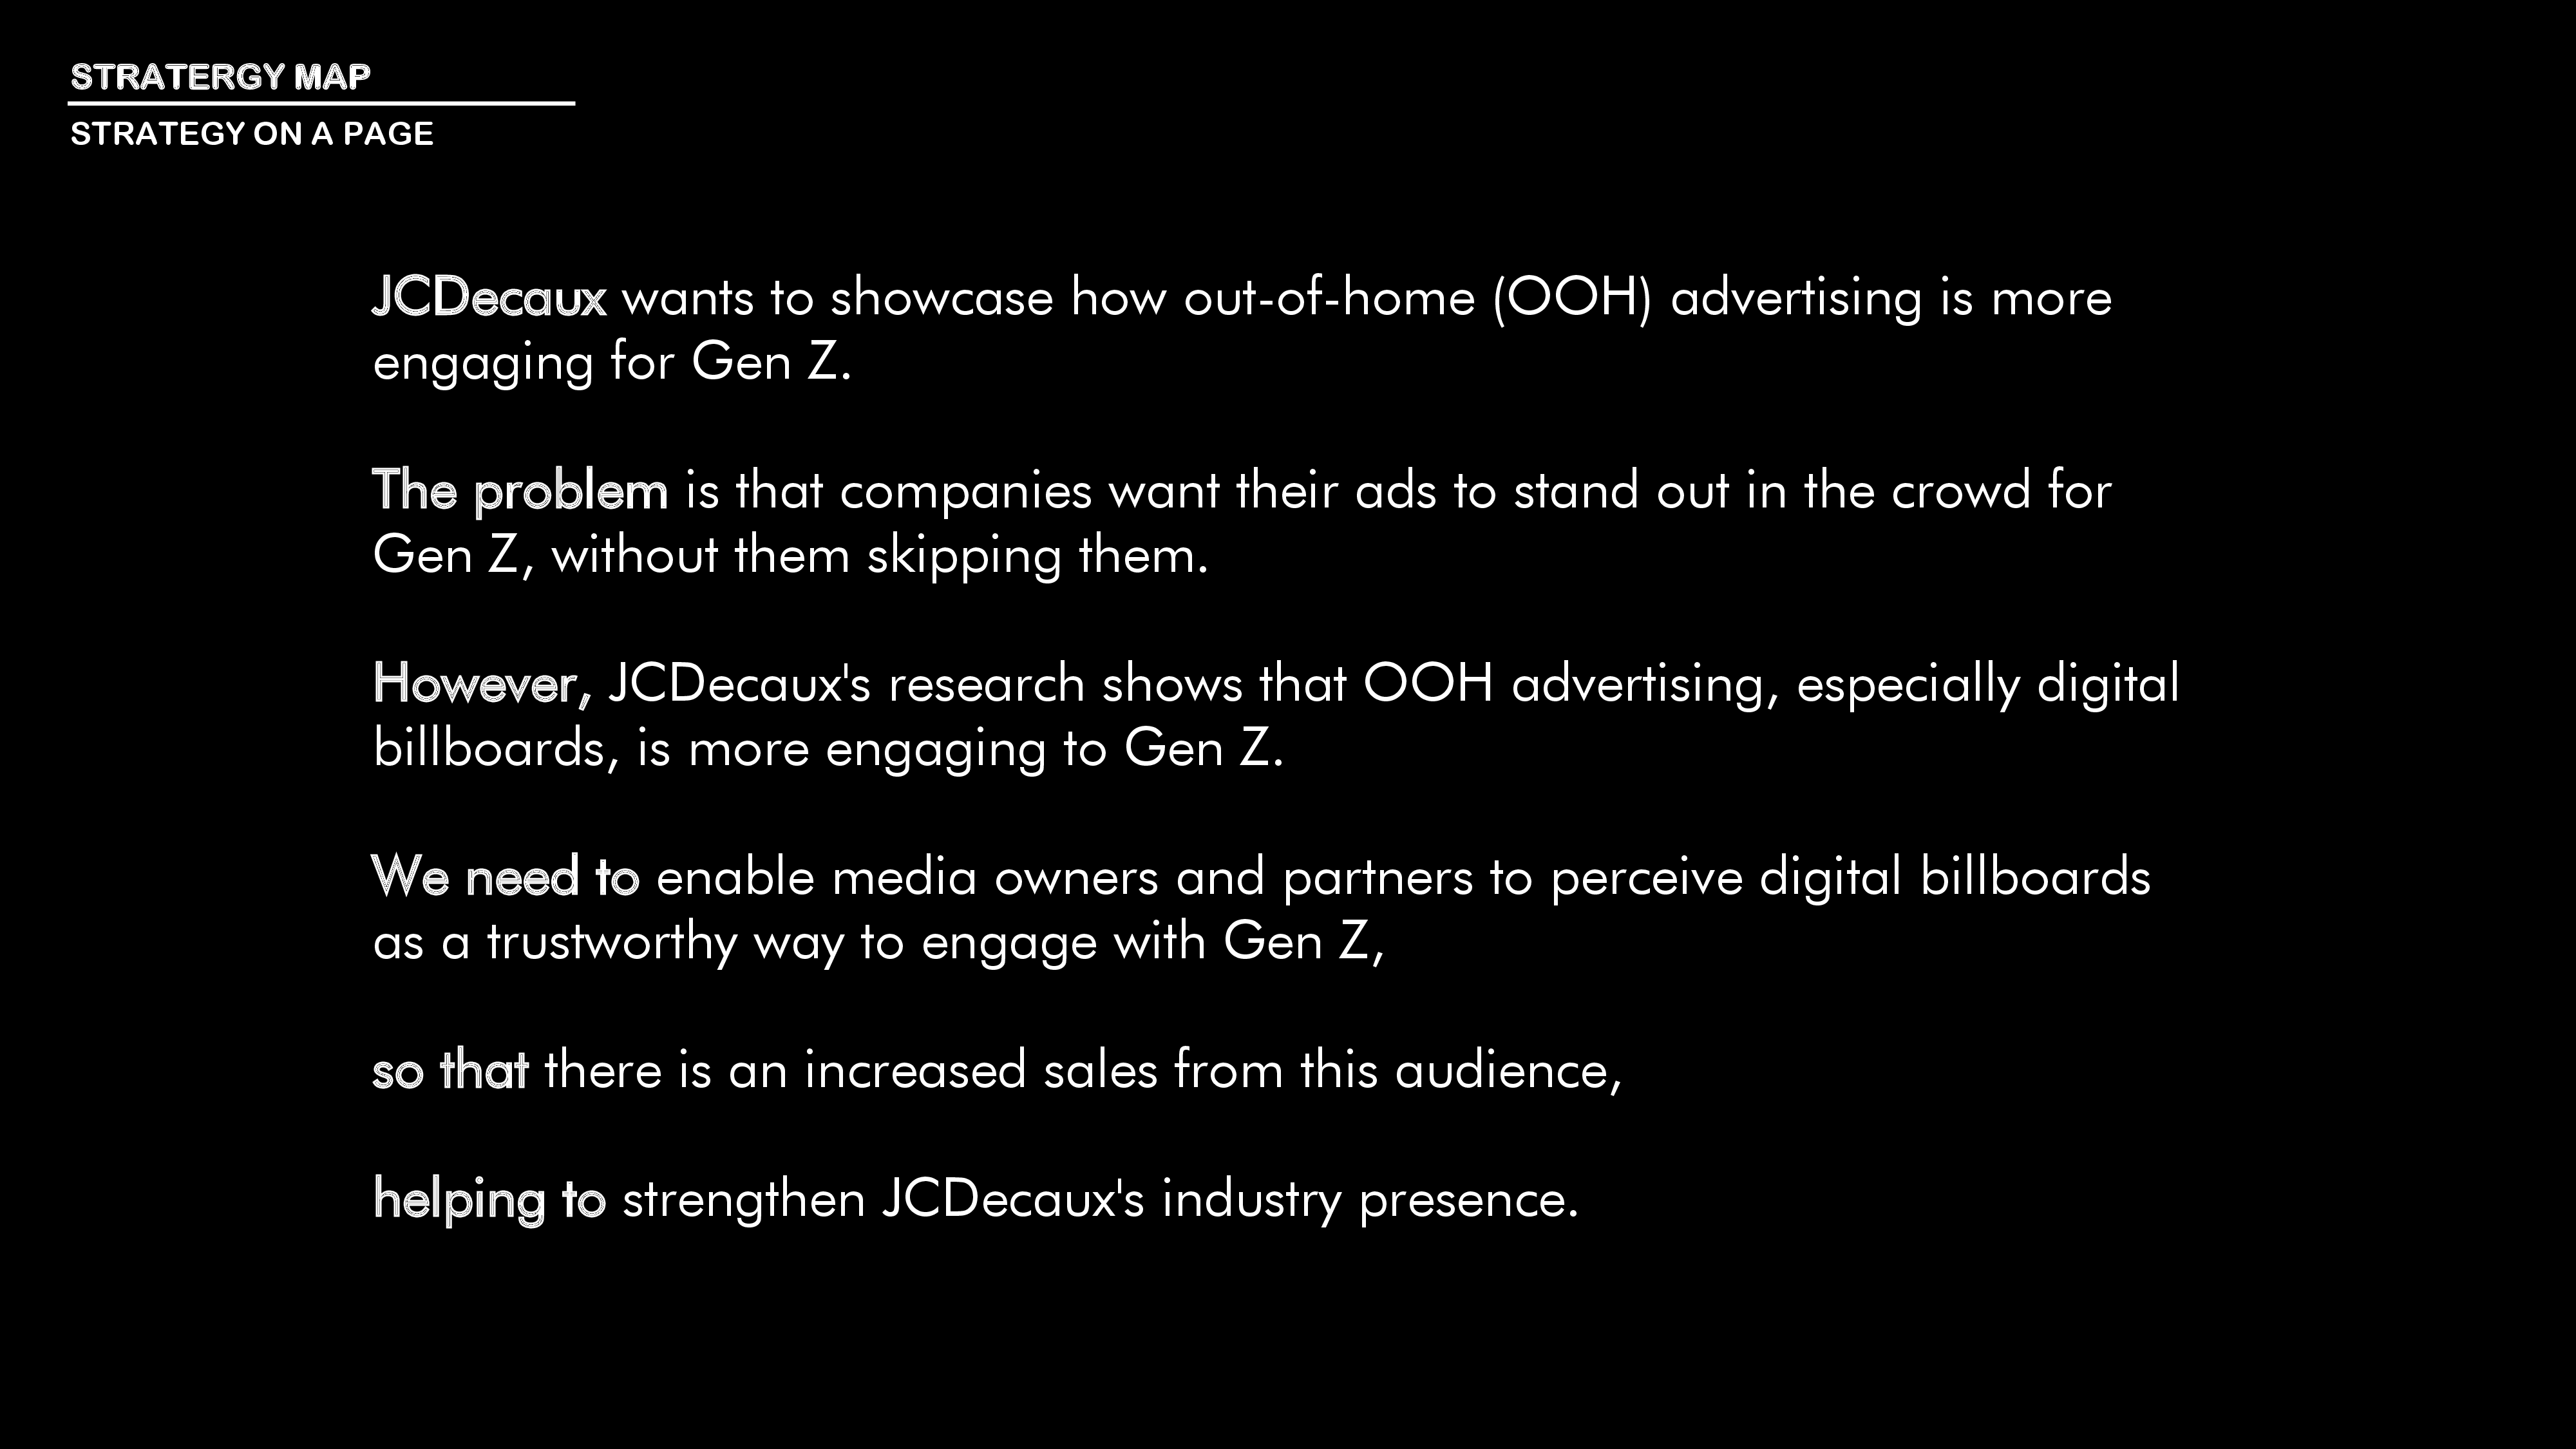 STRATERGY MAP
STRATEGY ON A PAGE
JCDecaux wants to showcase how out-of-home (OOH) advertising is more
engaging for Gen Z.
The problem is that companies want their ads to stand out in the crowd for
Gen Z, without them skipping them.
However, JCDecaux's research shows that OOH advertising, especially digital
billboards, is more engaging to Gen Z.
We need to enable media owners and partners to perceive digital billboards
as a trustworthy way to engage with Gen Z,
so that there is an increased sales from this audience,
helping to strengthen JCDecaux's industry presence.